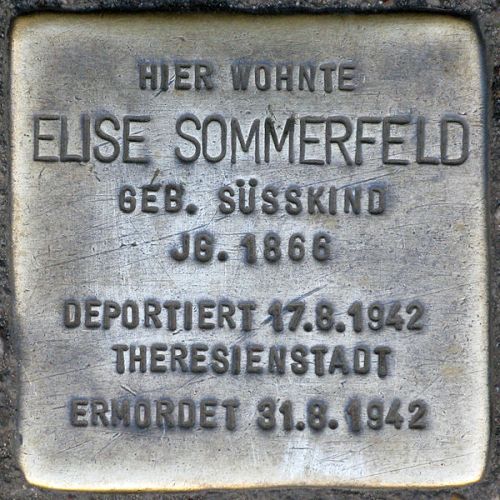 HIER WOHNTE
ELISE SOMMERFELD
GEB. SÜSSKIND
JG. 1866
DEPORTIERT 17.8.1942
THERESIENSTADT
ERMORDET 31.8.1942